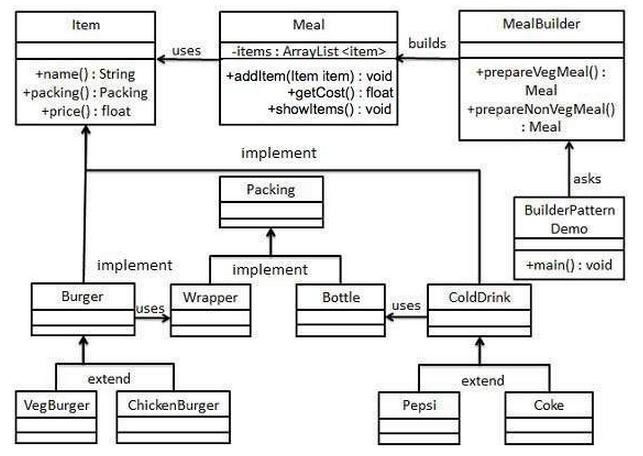 Item
Meal
MealBuilder
uses
-items : ArrayList <item>
builds
+name() : String
+packing() : Packing
+price() : float
+addItem(Item item) : void
+getCost() : float
+showItems() : void
+prepareVegMeal() :
Meal
+prepareNonVegMeal()
: Meal
implement
asks
Packing
BuilderPattern
Demo
+main() : void
implement
implement
Burger
uses
Wrapper
Bottle
uses
ColdDrink
extend
extend
VegBurger
ChickenBurger
Pepsi
Coke